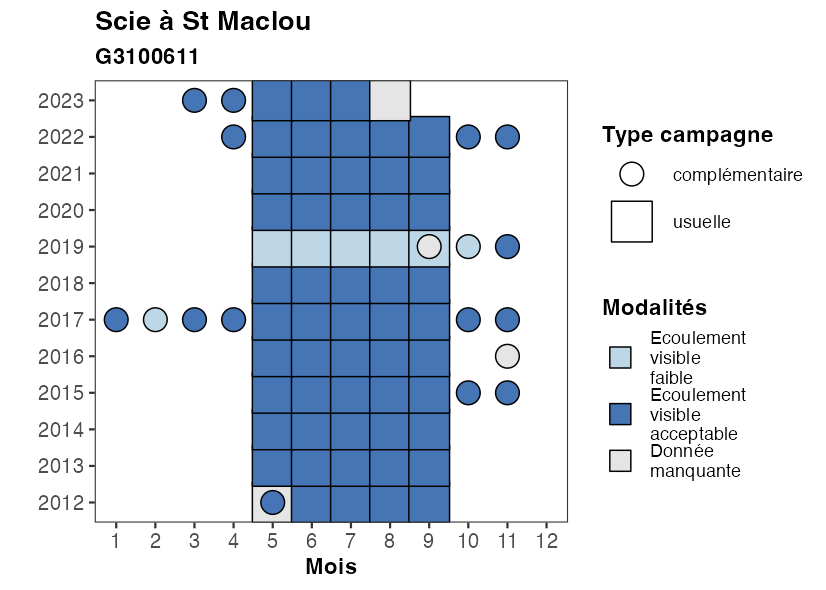 Scie à St Maclou
G3100611
2023
2022
2021
2020
2019
2018
2017
2016
2015
2014
2013
2012
1 2 3 4 5 6 7 8 9 10 11 12
Mois
Type campagne
complémentaire
usuelle
Modalités
Ecoulement
visible
faible
Ecoulement
visible
acceptable
Donnée
manquante